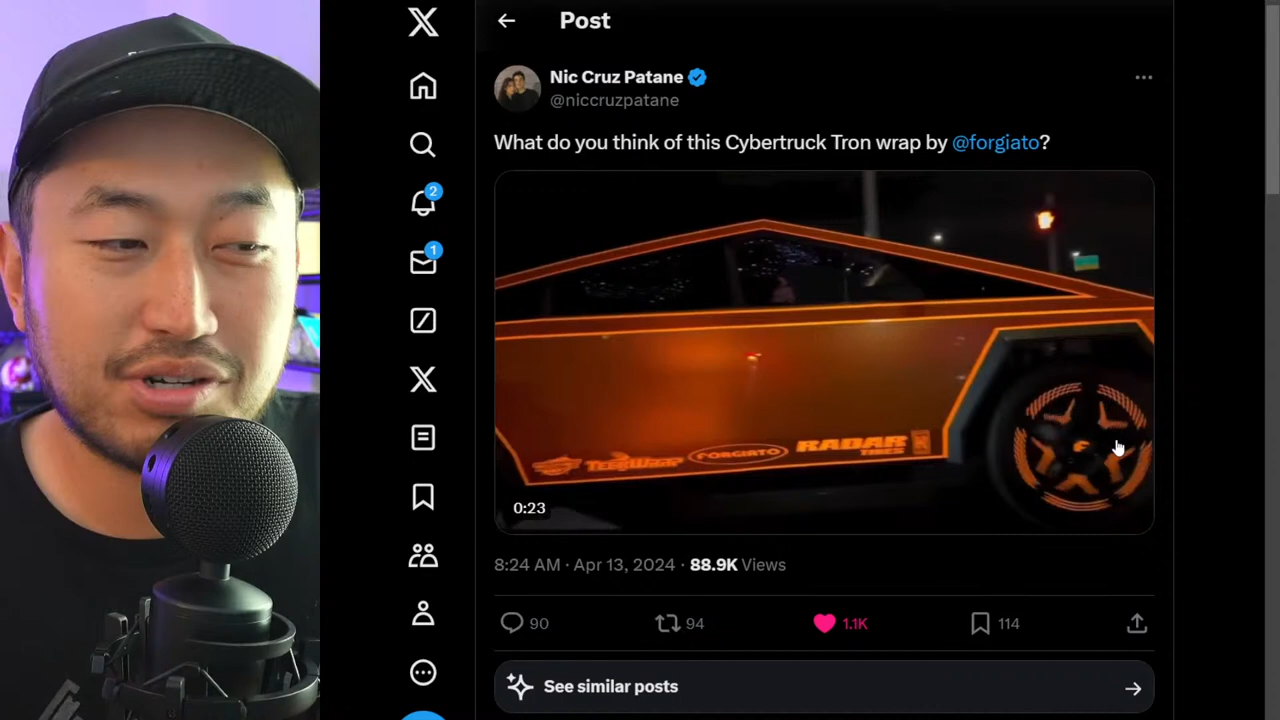 Post
Nic Cruz Patane
@niccruzpatane
What do you think of this Cybertruck Tron wrap by @forgiato?
FORGIATO
RADAR
TIRES
0:23
8:24 AM · Apr 13, 2024 · 88.9K Views
90
94
1.1K
114
See similar posts
2
1